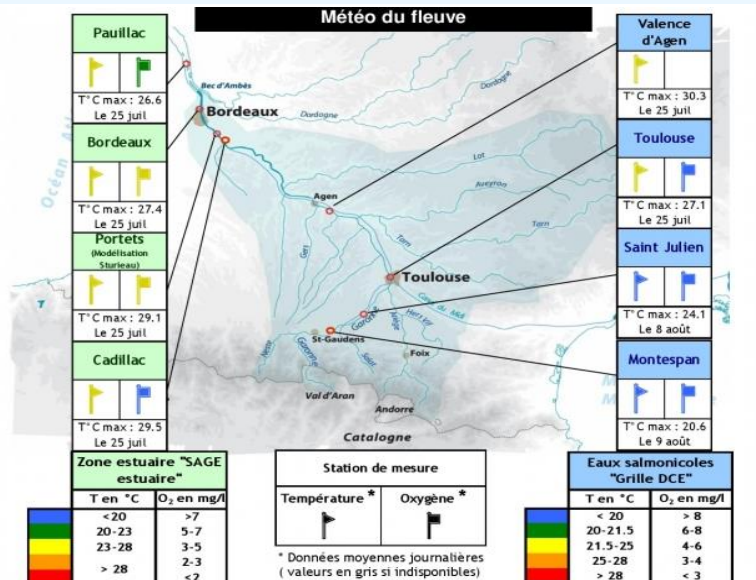 Météo du fleuve
Pauillac
T°C max : 26.6
Le 25 juil
Bordeaux
T°C max : 27.4
Le 25 juil
Portets
(Modélisation
Sturieau)
T°C max : 29.1
Le 25 juil
Cadillac
T°C max : 29.5
Le 25 juil
Valence
d'Agen
T°C max : 30.3
Le 25 juil
Toulouse
T°C max : 27.1
Le 25 juil
Saint Julien
T°C max : 24.1
Le 8 août
Montespan
T°C max : 20.6
Le 9 août
Bec d'Ambès
Bordeaux
Dordogne
Dordogne
Lot
Aveyron
Agen
Tarn
Tarn
Gers
Toulouse
Garonne
St-Gaudens
Foix
Neste
Garonne
Salat
Ariège
Hers Vif
Val d'Aran
Andorre
Catalogne
Zone estuaire "SAGE
estuaire"
T en °C O₂ en mg/l
<20 >7
20-23 5-7
23-28 3-5
> 28 2-3
<2
Station de mesure
Température * Oxygène *
* Données moyennes journalières
( valeurs en gris si indisponibles)
Eaux salmonicoles
"Grille DCE"
T en °C O₂ en mg/l
< 20 > 8
20-21.5 6-8
21.5-25 4-6
25-28 3-4
> 28 < 3